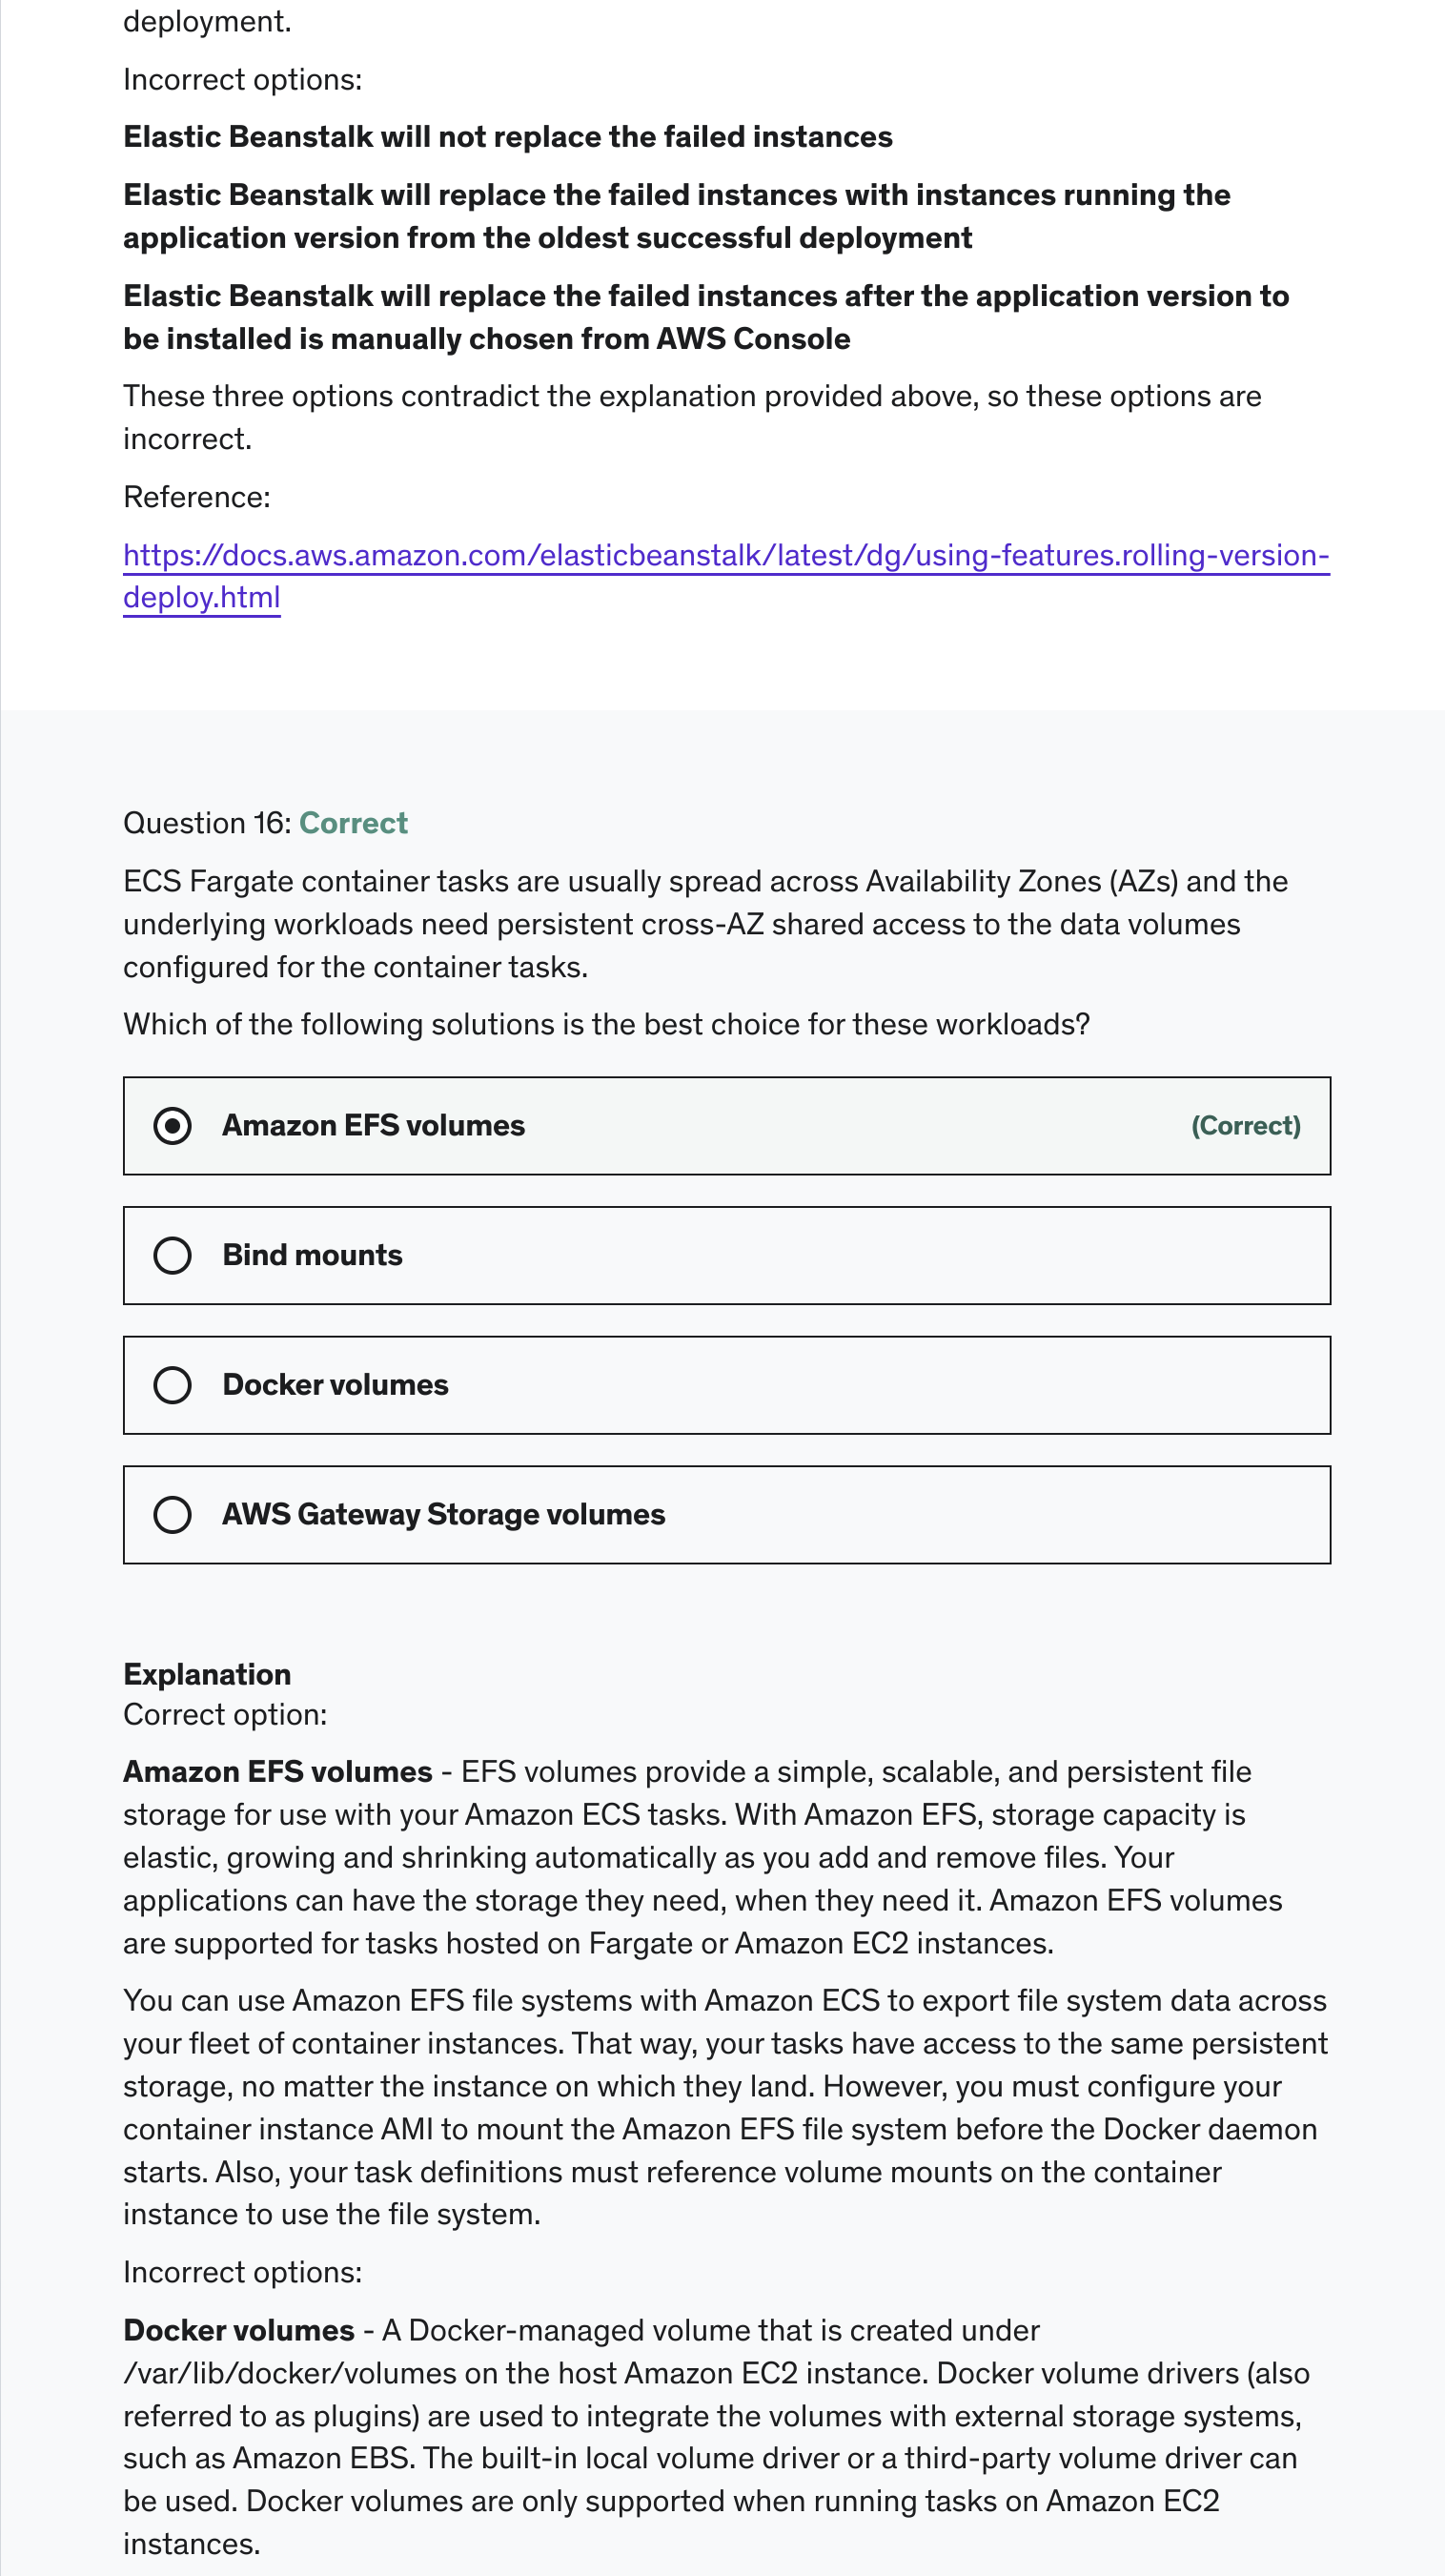 deployment.
Incorrect options:
Elastic Beanstalk will not replace the failed instances
Elastic Beanstalk will replace the failed instances with instances running the
application version from the oldest successful deployment
Elastic Beanstalk will replace the failed instances after the application version to
be installed is manually chosen from AWS Console
These three options contradict the explanation provided above, so these options are
incorrect.
Reference:
https://docs.aws.amazon.com/elasticbeanstalk/latest/dg/using-features.rolling-version-
deploy.html
Question 16: Correct
ECS Fargate container tasks are usually spread across Availability Zones (AZs) and the
underlying workloads need persistent cross-AZ shared access to the data volumes
configured for the container tasks.
Which of the following solutions is the best choice for these workloads?
Amazon EFS volumes (Correct)
Bind mounts
Docker volumes
AWS Gateway Storage volumes
Explanation
Correct option:
Amazon EFS volumes - EFS volumes provide a simple, scalable, and persistent file
storage for use with your Amazon ECS tasks. With Amazon EFS, storage capacity is
elastic, growing and shrinking automatically as you add and remove files. Your
applications can have the storage they need, when they need it. Amazon EFS volumes
are supported for tasks hosted on Fargate or Amazon EC2 instances.
You can use Amazon EFS file systems with Amazon ECS to export file system data across
your fleet of container instances. That way, your tasks have access to the same persistent
storage, no matter the instance on which they land. However, you must configure your
container instance AMI to mount the Amazon EFS file system before the Docker daemon
starts. Also, your task definitions must reference volume mounts on the container
instance to use the file system.
Incorrect options:
Docker volumes - A Docker-managed volume that is created under
/var/lib/docker/volumes on the host Amazon EC2 instance. Docker volume drivers (also
referred to as plugins) are used to integrate the volumes with external storage systems,
such as Amazon EBS. The built-in local volume driver or a third-party volume driver can
be used. Docker volumes are only supported when running tasks on Amazon EC2
instances.